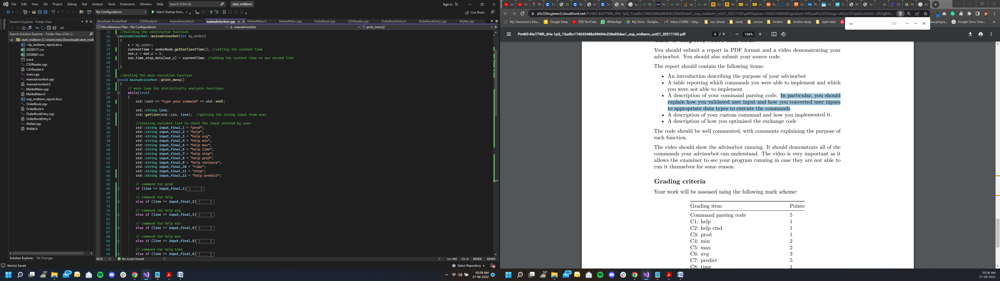 File Edit View Git Project Debug Test Analyze Tools Extensions Window Help Search (Ctrl+Q) start_midterm Sign in
No Configurations Select Startup Item... Live Share
Toolbox
Solution Explorer - Folder View
Search Solution Explorer - Folder View (Ctrl+;)
start_midterm (C:\Users\rishy\Downloads\start_midt
~$p_midterm_report.docx
20200317.csv
20200601.csv
a.exe
CSVReader.cpp
CSVReader.h
main.cpp
mainadvisorbot.cpp
mainadvisorbot.h
MerkelMain.cpp
MerkelMain.h
oop_midterm_report.docx
OrderBook.cpp
OrderBook.h
OrderBookEntry.cpp
OrderBookEntry.h
Wallet.cpp
Wallet.h
Solution Explorer Git Changes
Developer PowerShell CSVReader.h mainadvisorbot.h mainadvisorbot.cpp MerkelMain.h MerkelMain.cpp OrderBook.cpp CSVReader.cpp OrderBookEntry.h OrderBookEntry.cpp Wallet.cpp
Miscellaneous Files - No Configurations mainadvisorbot print_menu()
13 //building the constructor function
14 mainadvisorbot::mainadvisorbot(int my_order)
15 {
16 x = my_order;
17 currentTime = orderBook.getEarliestTime(); //setting the current time
18 our_c = our_c + 1;
19 our_time_step_data[our_c] = currentTime; //adding the current time to our record list
20
21 }
22
23 //writing the main execution function
24 void mainadvisorbot::print_menu()
25 {
26 // main loop for statistically analysis functions
27 while(true)
28 {
29 std::cout << "type your command" << std::endl;
30
31 std::string line;
32 std::getline(std::cin, line); //getting the string input from user
33
34 //creating variable list to check the input entered by user
35 std::string input_final_1 = "prod";
36 std::string input_final_2 = "help";
37 std::string input_final_3 = "help avg";
38 std::string input_final_4 = "help min";
39 std::string input_final_5 = "help max";
40 std::string input_final_6 = "help time";
41 std::string input_final_7 = "help step";
42 std::string input_final_8 = "help prod";
43 std::string input_final_9 = "help variance";
44 std::string input_final_10 = "time";
45 std::string input_final_11 = "step";
46 std::string input_final_12 = "help predict";
47
48 // command for prod
49 if (line == input_final_1){ ... }
69
70 // command for help
71 else if (line == input_final_2){ ... }
75
76 // command for help avg
77 else if (line == input_final_3){ ... }
81
82 // command for help min
83 else if (line == input_final_4){ ... }
87
88 // command for help max
89 else if (line == input_final_5){ ... }
93
94 // command for help time
95 else if (line == input_final_6){ ... }
98 % No issues found Ln: 440 Ch: 6 MIXED MIXED
Item(s) Saved Select Repository
33° 99+ 05:28 AM
27-06-2022 4
d3c33hcgiwev3.cloudfront.net
My Classroom | Edu... Google Keep (58) YouTube WhatsApp My Drive - Google... Inbox (1,694) - rishy... our choice study course london london study open later ww.progra... Google Docs: Free...
up 2/2
PmW3-KleT7Wlt_iiHs-1pQ_12ad0c174633488a98404c236e85dee1_oop_midterm_oct21_20211105.pdf 4 / 4 156%
You should submit a report in PDF format and a video demonstrating your
advisorbot. You should also submit your source code.
The report should contain the following items:
• An introduction describing the purpose of your advisorbot
• A table reporting which commands you were able to implement and which
you were not able to implement
• A description of your command parsing code. In particular, you should
explain how you validated user input and how you converted user inputs
to appropriate data types to execute the commands
• A description of your custom command and how you implemented it.
• A description of how you optimised the exchange code
The code should be well commented, with comments explaining the purpose of
each function.
The video should show the advisorbot running. It should demonstrate all of the
commands your advisorbot can understand. The video is very important as it
allows the examiner to see your program running in case they are not able to
run it themselves for some reason.
Grading criteria
Your work will be assessed using the following mark scheme:
Grading item Points
Command parsing code 5
C1: help 1
C2: help cmd 1
C3: prod 1
C4: min 2
C5: max 2
C6: avg 3
C7: predict 5
C8: time 1
33° 99+ 05:28 AM
27-06-2022